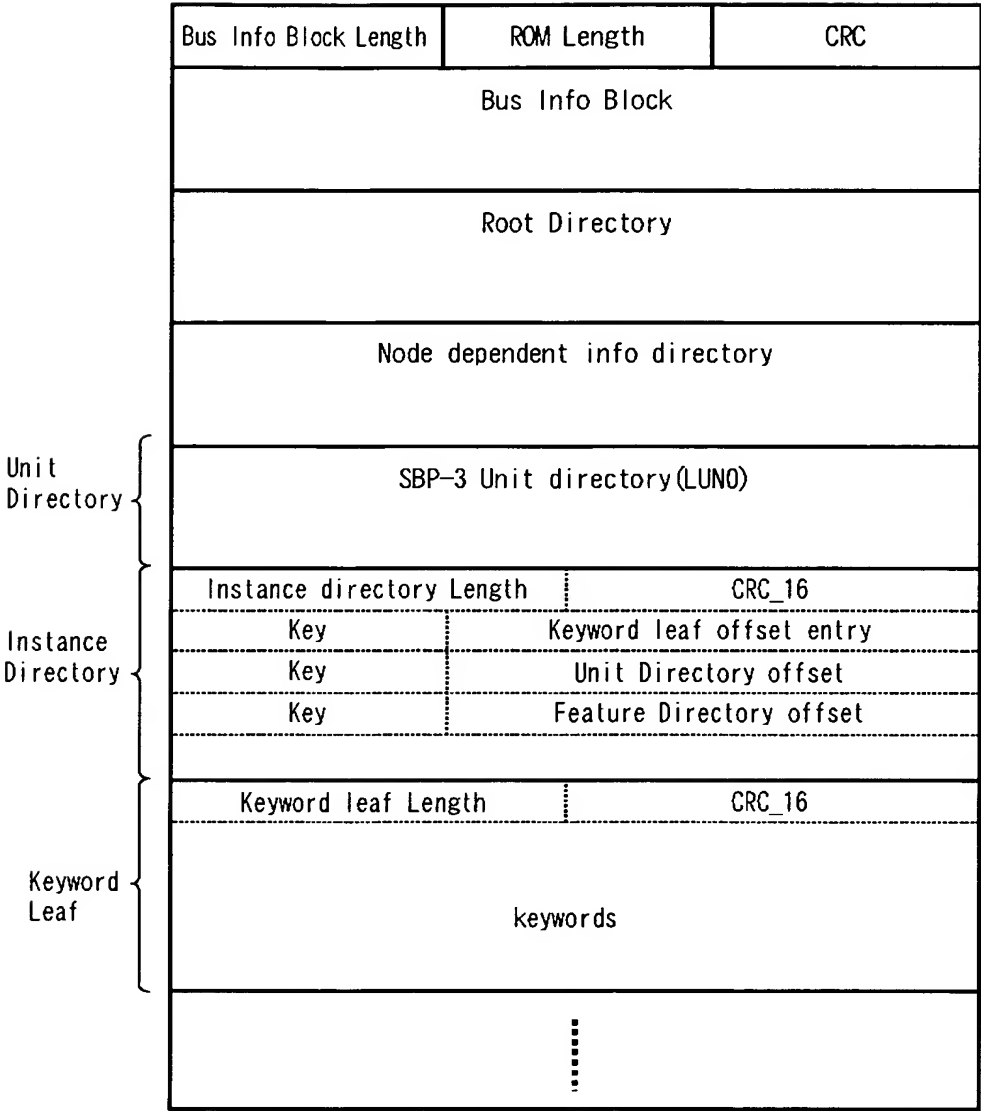 Bus Info Block Length ROM Length CRC
Bus Info Block
Root Directory
Node dependent info directory
Unit
Directory
SBP-3 Unit directory(LUN0)
Instance directory Length CRC_16
Key Keyword leaf offset entry
Instance
Directory
Key Unit Directory offset
Key Feature Directory offset
Keyword leaf Length CRC_16
Keyword
Leaf
keywords